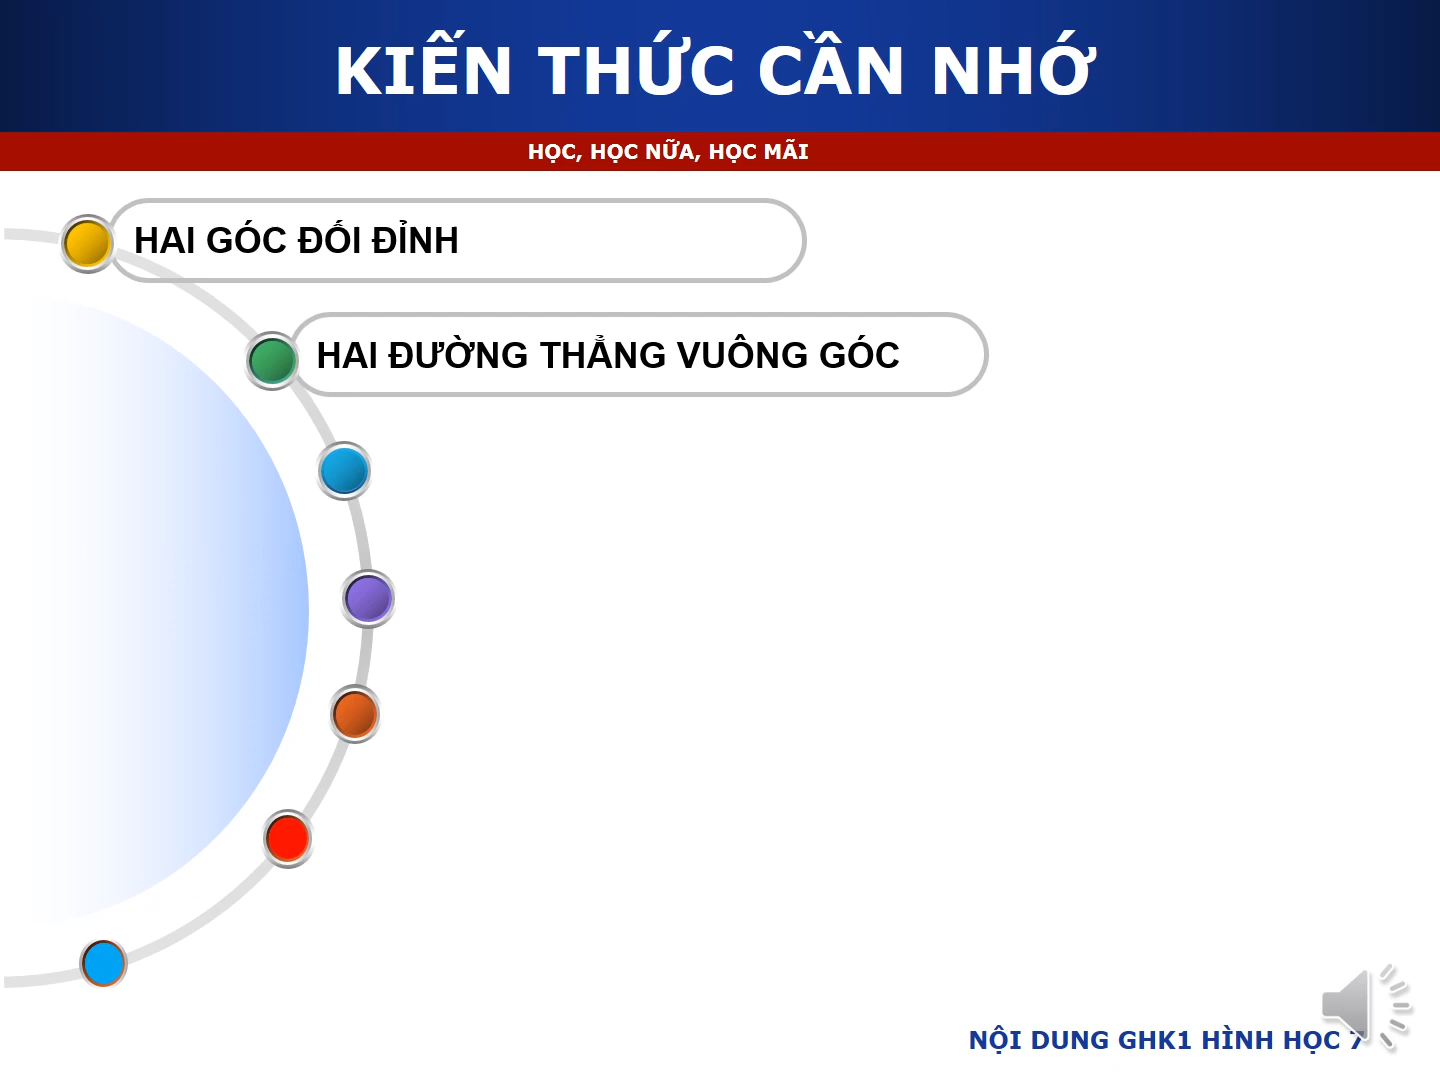 KIẾN THỨC CẦN NHỚ
HỌC, HỌC NỮA, HỌC MÃI
HAI GÓC ĐỐI ĐỈNH
HAI ĐƯỜNG THẲNG VUÔNG GÓC
NỘI DUNG GHK1 HÌNH HỌC 7